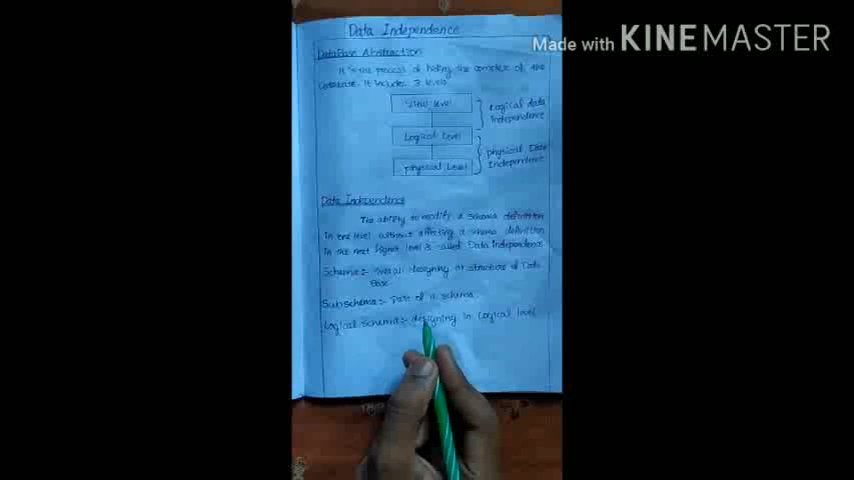 Data Independence
Made with KINEMASTER
DataBase Abstraction
It is the process of hiding the complete of the
database. It includes 3 levels
View level
Logical data
Independence
Logical Level
physical Data
Independence
physical Level
Data Independence
The ability to modify a schema definition
in one level without affecting a schema definition
in the next higher level is called Data Independence
Schema:- overall designing or structure of Data
Base
Subschema:- Part of a schema.
Logical Schema:- designing in Logical level